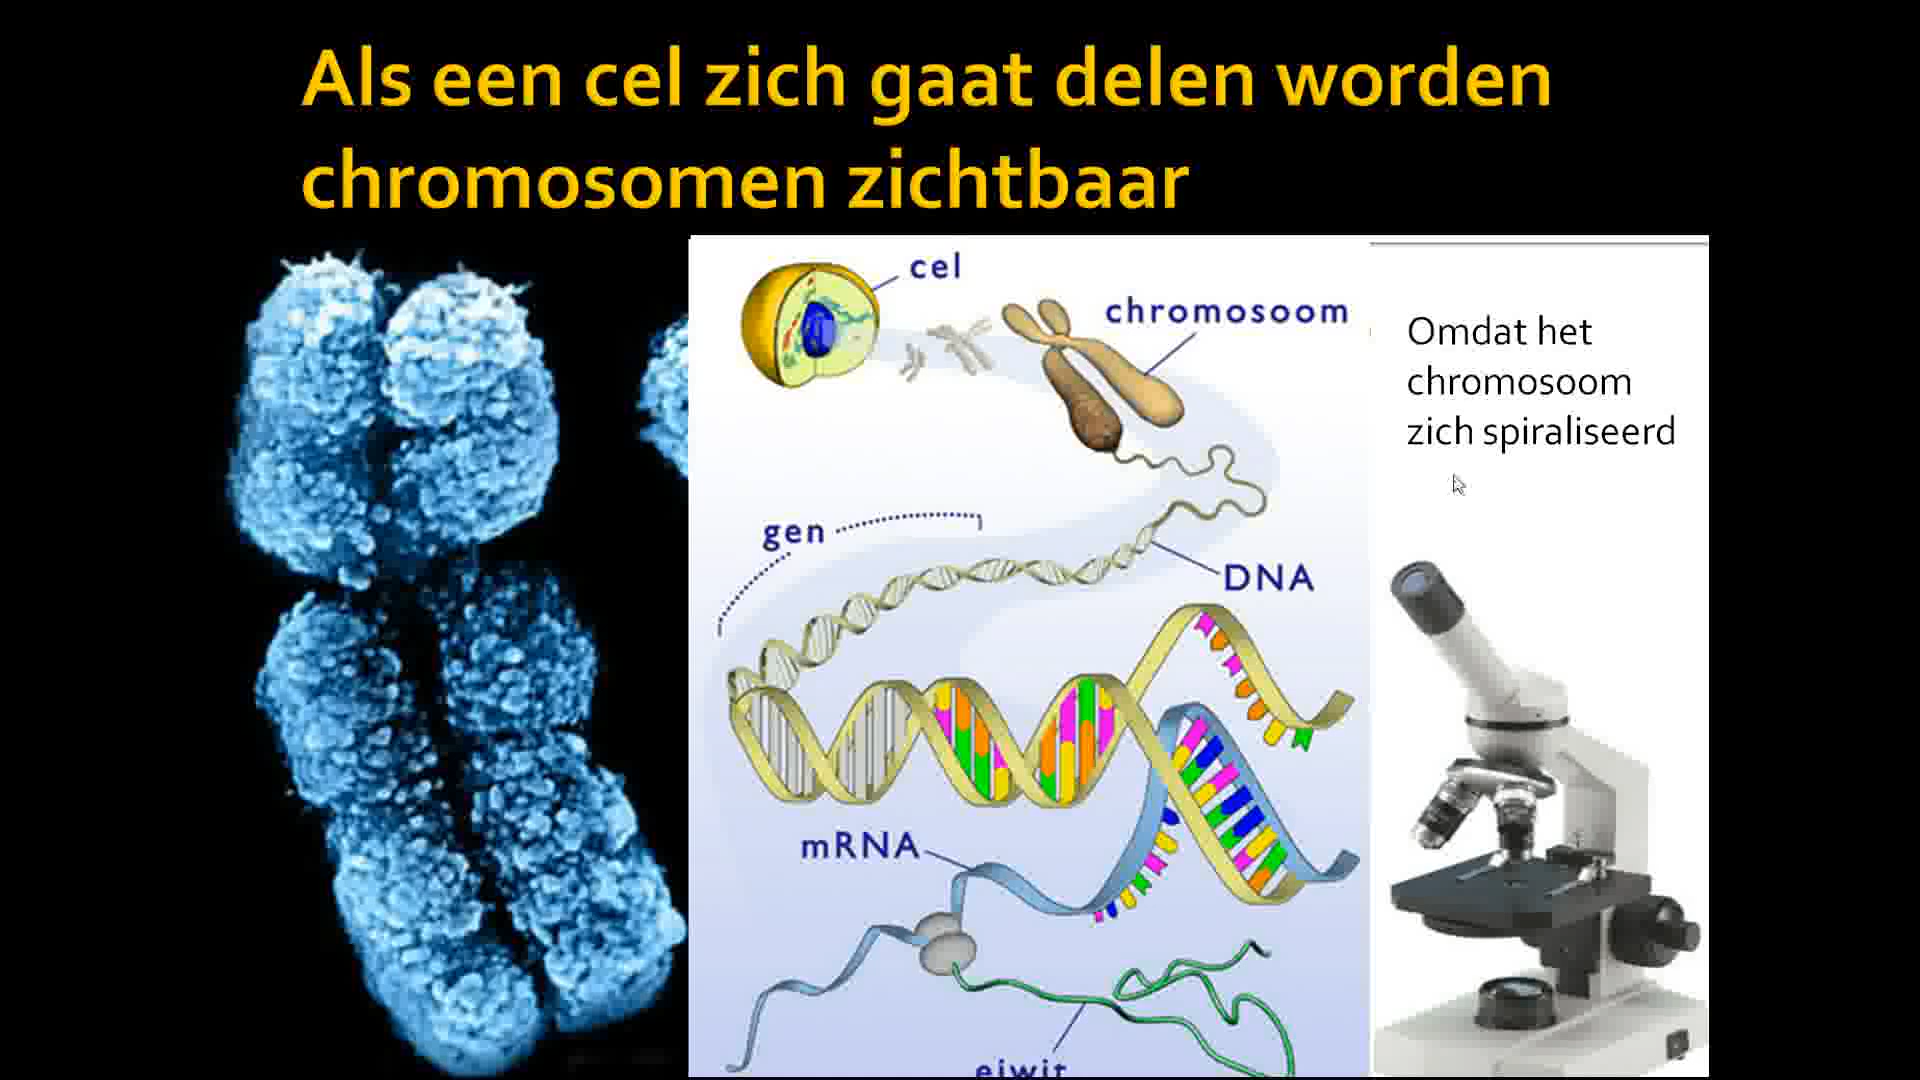 Als een cel zich gaat delen worden
chromosomen zichtbaar
cel
chromosoom
Omdat het
chromosoom
zich spiraliseerd
gen
DNA
mRNA
eiwit